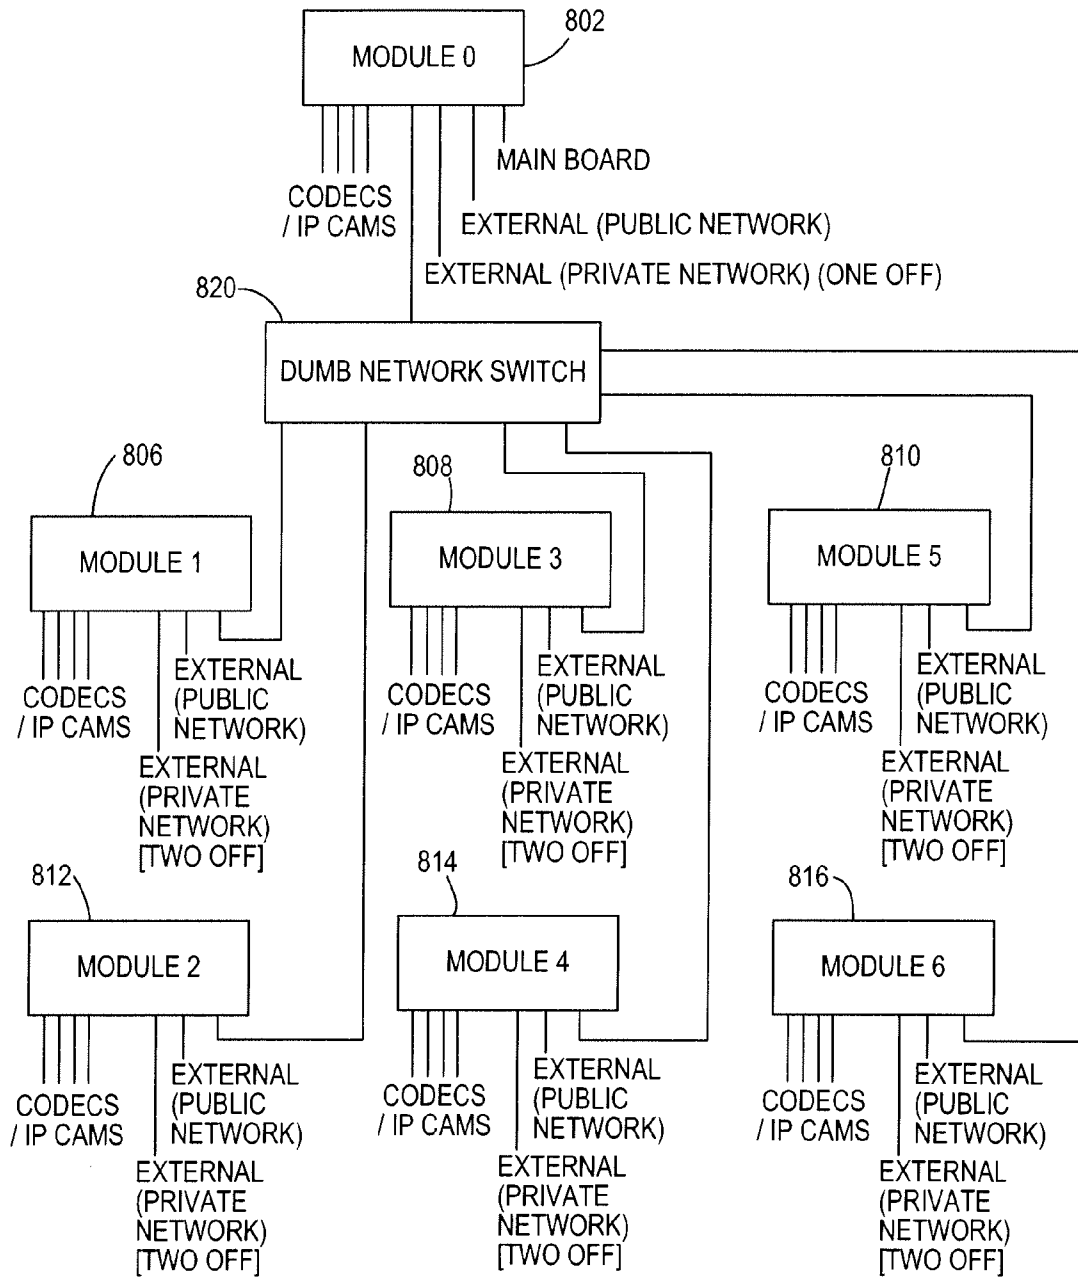 802
MODULE 0
MAIN BOARD
CODECS
/ IP CAMS
EXTERNAL (PUBLIC NETWORK)
EXTERNAL (PRIVATE NETWORK) (ONE OFF)
820
DUMB NETWORK SWITCH
806
MODULE 1
CODECS
/ IP CAMS
EXTERNAL
(PUBLIC
NETWORK)
EXTERNAL
(PRIVATE
NETWORK)
[TWO OFF]
808
MODULE 3
CODECS
/ IP CAMS
EXTERNAL
(PUBLIC
NETWORK)
EXTERNAL
(PRIVATE
NETWORK)
[TWO OFF]
810
MODULE 5
CODECS
/ IP CAMS
EXTERNAL
(PUBLIC
NETWORK)
EXTERNAL
(PRIVATE
NETWORK)
[TWO OFF]
812
MODULE 2
CODECS
/ IP CAMS
EXTERNAL
(PUBLIC
NETWORK)
EXTERNAL
(PRIVATE
NETWORK)
[TWO OFF]
814
MODULE 4
CODECS
/ IP CAMS
EXTERNAL
(PUBLIC
NETWORK)
EXTERNAL
(PRIVATE
NETWORK)
[TWO OFF]
816
MODULE 6
CODECS
/ IP CAMS
EXTERNAL
(PUBLIC
NETWORK)
EXTERNAL
(PRIVATE
NETWORK)
[TWO OFF]